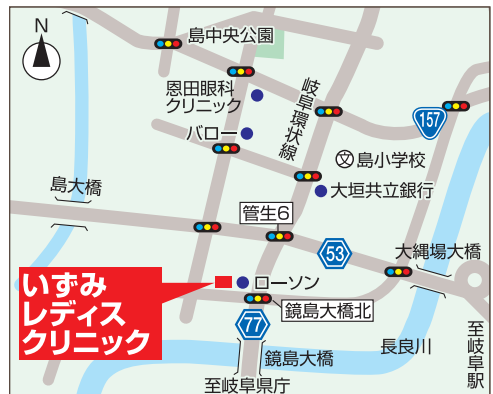 N
島中央公園
恩田眼科
クリニック
岐阜環状線
157
バロー
島小学校
文
島大橋
大垣共立銀行
管生6
53
大縄場大橋
いずみ
レディス
クリニック
ローソン
鏡島大橋北
77
鏡島大橋
長良川
至岐阜駅
至岐阜県庁